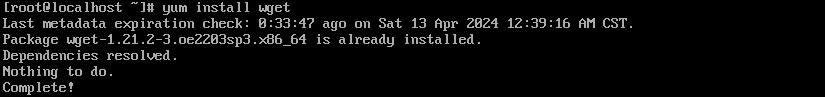 [root@localhost ~]# yum install wget
Last metadata expiration check: 0:33:47 ago on Sat 13 Apr 2024 12:39:16 AM CST.
Package wget-1.21.2-3.oe2203sp3.x86_64 is already installed.
Dependencies resolved.
Nothing to do.
Complete!